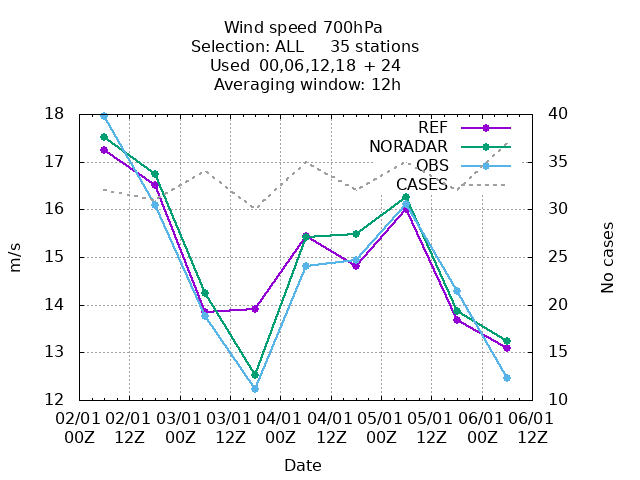 Wind speed 700hPa
Selection: ALL     35 stations
Used  00,06,12,18 + 24
Averaging window: 12h
18 40
REF
NORADAR
17 35
OBS
CASES
16 30
m/s
15 25
No cases
14 20
13 15
12 10
02/01 02/01 03/01 03/01 04/01 04/01 05/01 05/01 06/01 06/01
00Z 12Z 00Z 12Z 00Z 12Z 00Z 12Z 00Z 12Z
Date